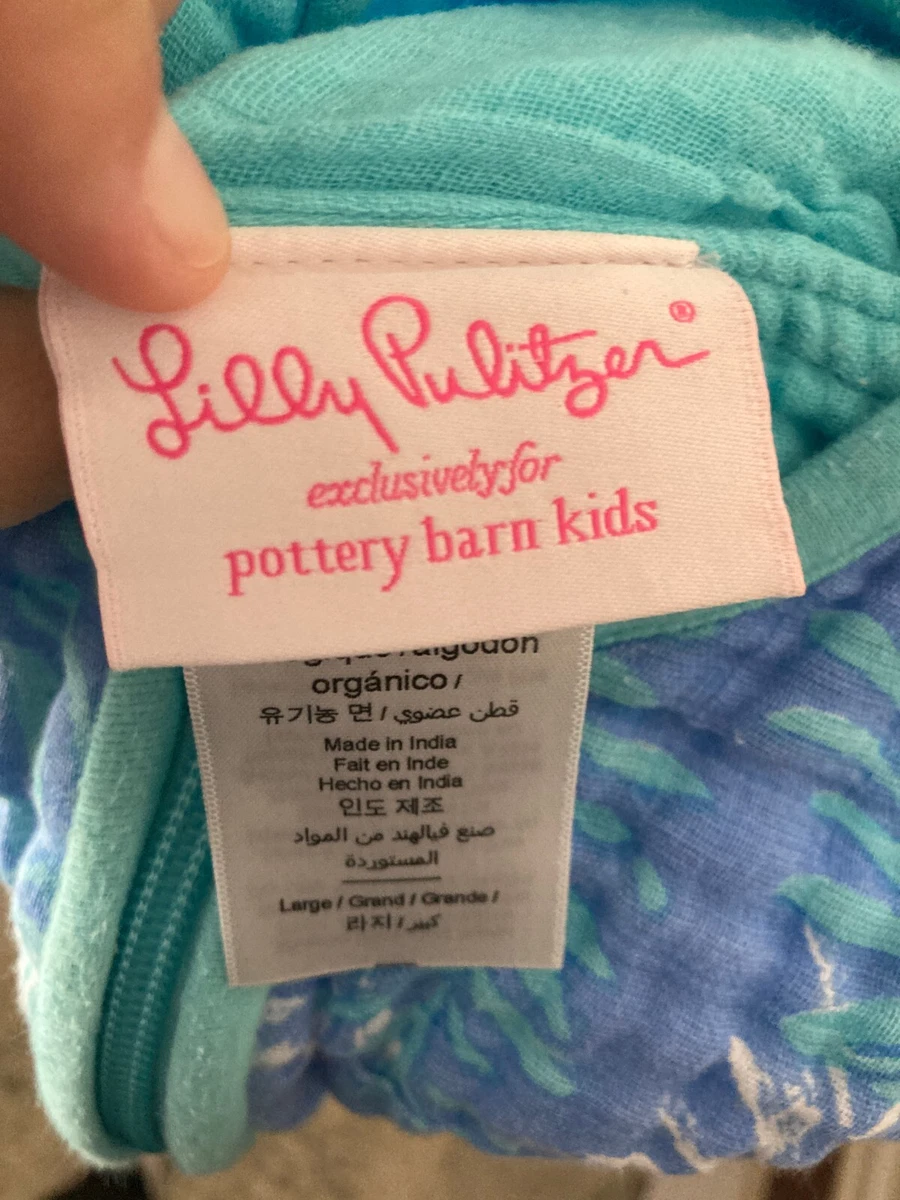 Lilly Pulitzer®
exclusively for
pottery barn kids
algodón
orgánico /
유기농 면 / قطن عضوي
Made in India
Fait en Inde
Hecho en India
인도 제조
صنع فيالهند من المواد
المستوردة
Large / Grand / Grande /
라지 / كبير